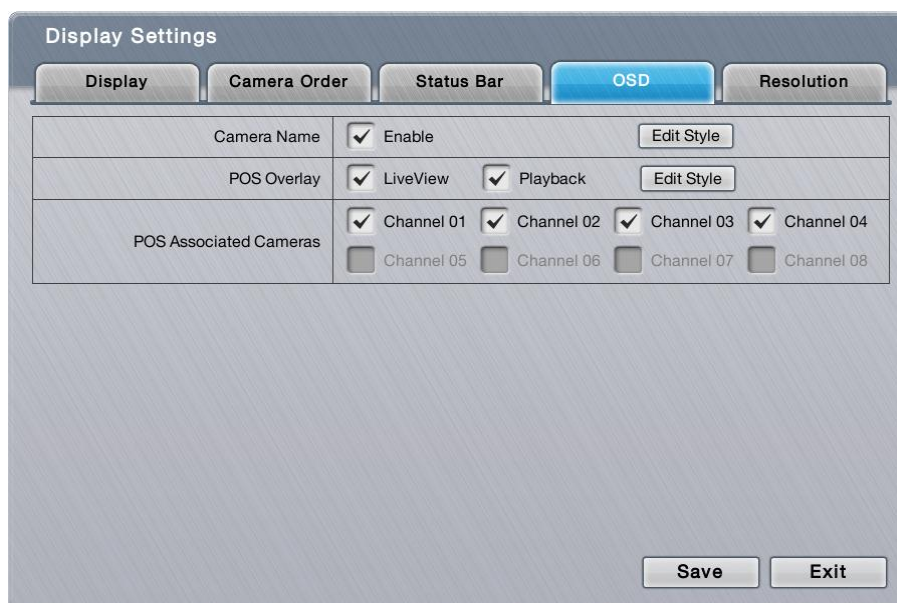 Display Settings
Display Camera Order Status Bar OSD Resolution
Camera Name Enable Edit Style
POS Overlay LiveView Playback Edit Style
POS Associated Cameras Channel 01 Channel 02 Channel 03 Channel 04
Channel 05 Channel 06 Channel 07 Channel 08
Save Exit